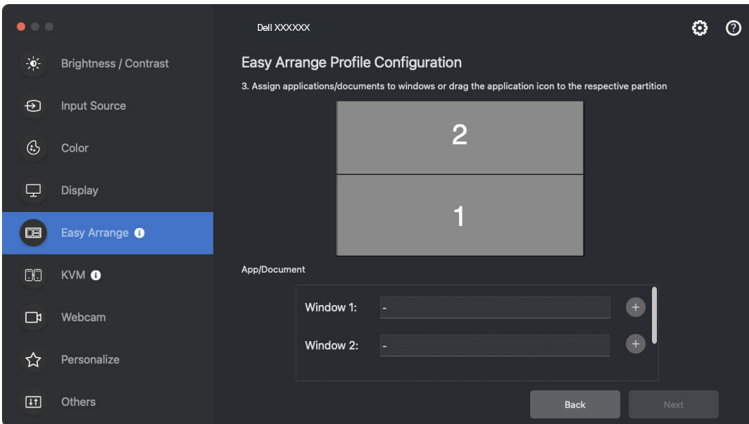 Dell XXXXXX
Brightness / Contrast
Input Source
Color
Display
Easy Arrange
KVM
Webcam
Personalize
Others
Easy Arrange Profile Configuration
3. Assign applications/documents to windows or drag the application icon to the respective partition
2
1
App/Document
Window 1: -
Window 2: -
Back
Next